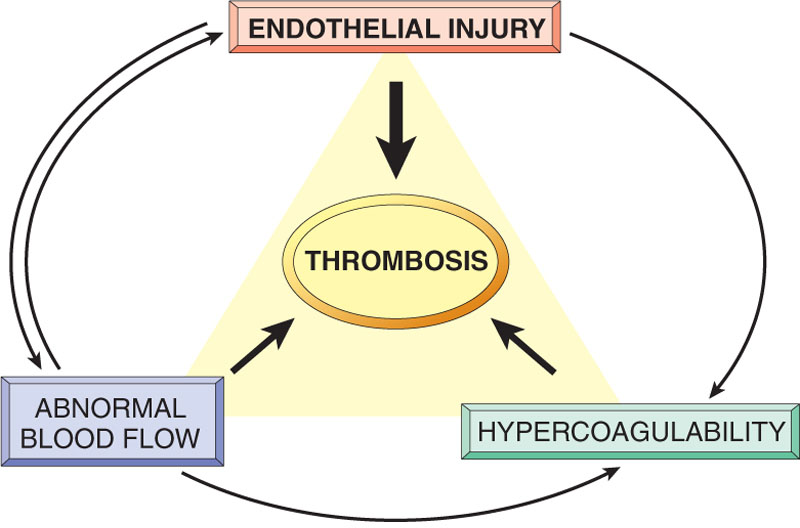 ENDOTHELIAL INJURY
THROMBOSIS
ABNORMAL
BLOOD FLOW
HYPERCOAGULABILITY